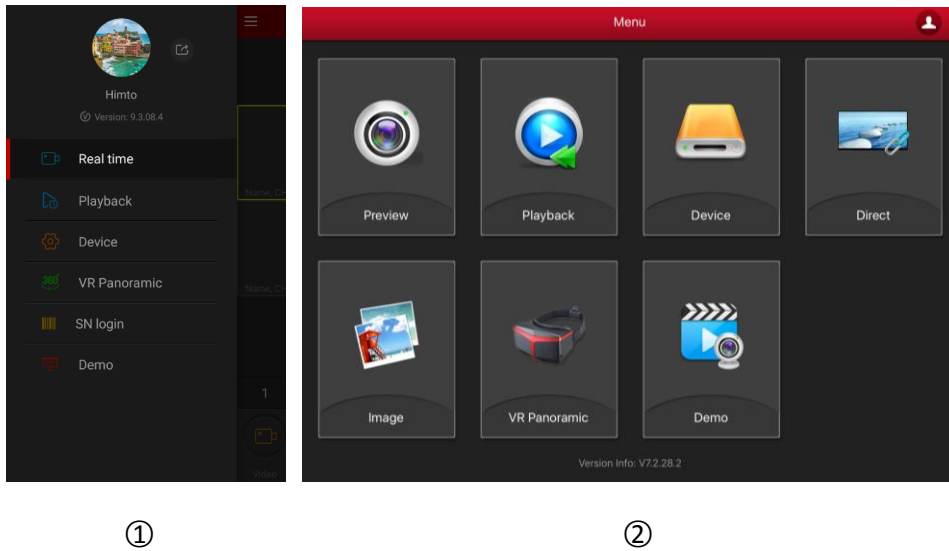 Himto
Version: 9.3.08.4
Real time
Playback
Device
360°
VR Panoramic
SN login
Demo
1
Video
Menu
Preview
Playback
Device
Direct
Image
VR Panoramic
Demo
Version Info: V7.2.28.2
①
②